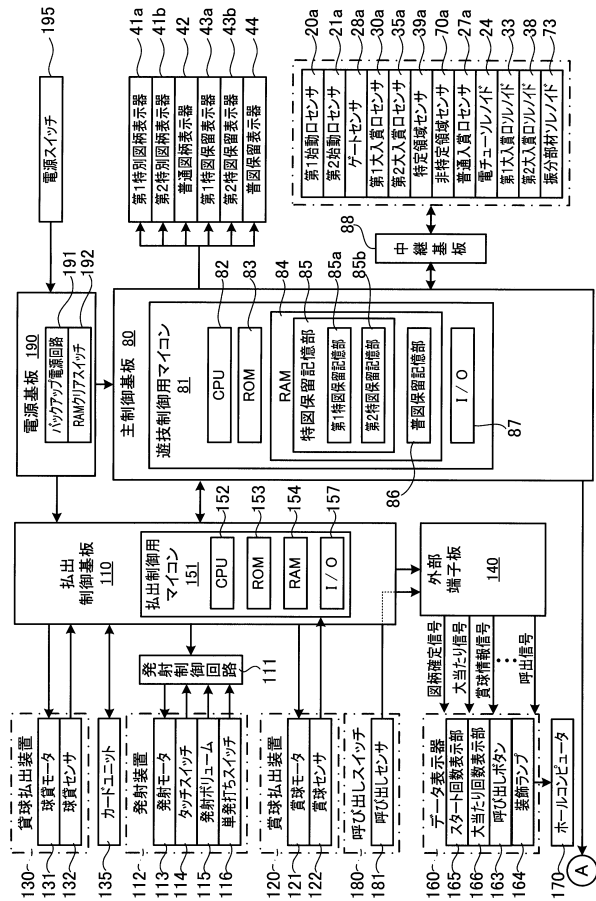 電源スイッチ
195
電源基板 190
バックアップ電源回路
RAMクリアスイッチ
191
192
第1特別図柄表示器
第2特別図柄表示器
普通図柄表示器
第1特図保留表示器
第2特図保留表示器
普図保留表示器
41a
41b
42
43a
43b
44
第1始動口センサ
第2始動口センサ
ゲートセンサ
第1大入賞口センサ
第2大入賞口センサ
特定領域センサ
非特定領域センサ
普通入賞口センサ
電チューソレノイド
第1大入賞口ソレノイド
第2大入賞口ソレノイド
振分部材ソレノイド
20a
21a
28a
30a
35a
39a
70a
27a
24
33
38
73
中継基板
88
主制御基板 80
遊技制御用マイコン
81
CPU
82
ROM
83
RAM
84
特図保留記憶部
85
第1特図保留記憶部
85a
第2特図保留記憶部
85b
普図保留記憶部
86
I/O
87
払出
制御基板
110
払出制御用
マイコン
151
CPU
152
ROM
153
RAM
154
I/O
157
外部
端子板
140
発射制御回路
111
図柄確定信号
大当たり信号
賞球情報信号
呼出信号
貸球払出装置
球貸モータ
球貸センサ
130
131
132
カードユニット
135
発射装置
発射モータ
タッチスイッチ
発射ボリューム
単発打ちスイッチ
112
113
114
115
116
賞球払出装置
賞球モータ
賞球センサ
120
121
122
呼び出しスイッチ
呼び出しセンサ
180
181
データ表示器
スタート回数表示部
大当たり回数表示部
呼び出しボタン
装飾ランプ
160
165
166
163
164
ホールコンピュータ
170
A